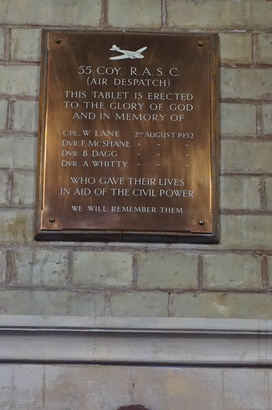 55 COY. R.A.S.C.
(AIR DESPATCH)
THIS TABLET IS ERECTED
TO THE GLORY OF GOD
AND IN MEMORY OF
CPL. W. LANE 2ND AUGUST 1952
DVR. F. McSHANE " " "
DVR. B. DAGG " " "
DVR. A. WHITTY " " "
WHO GAVE THEIR LIVES
IN AID OF THE CIVIL POWER
WE WILL REMEMBER THEM